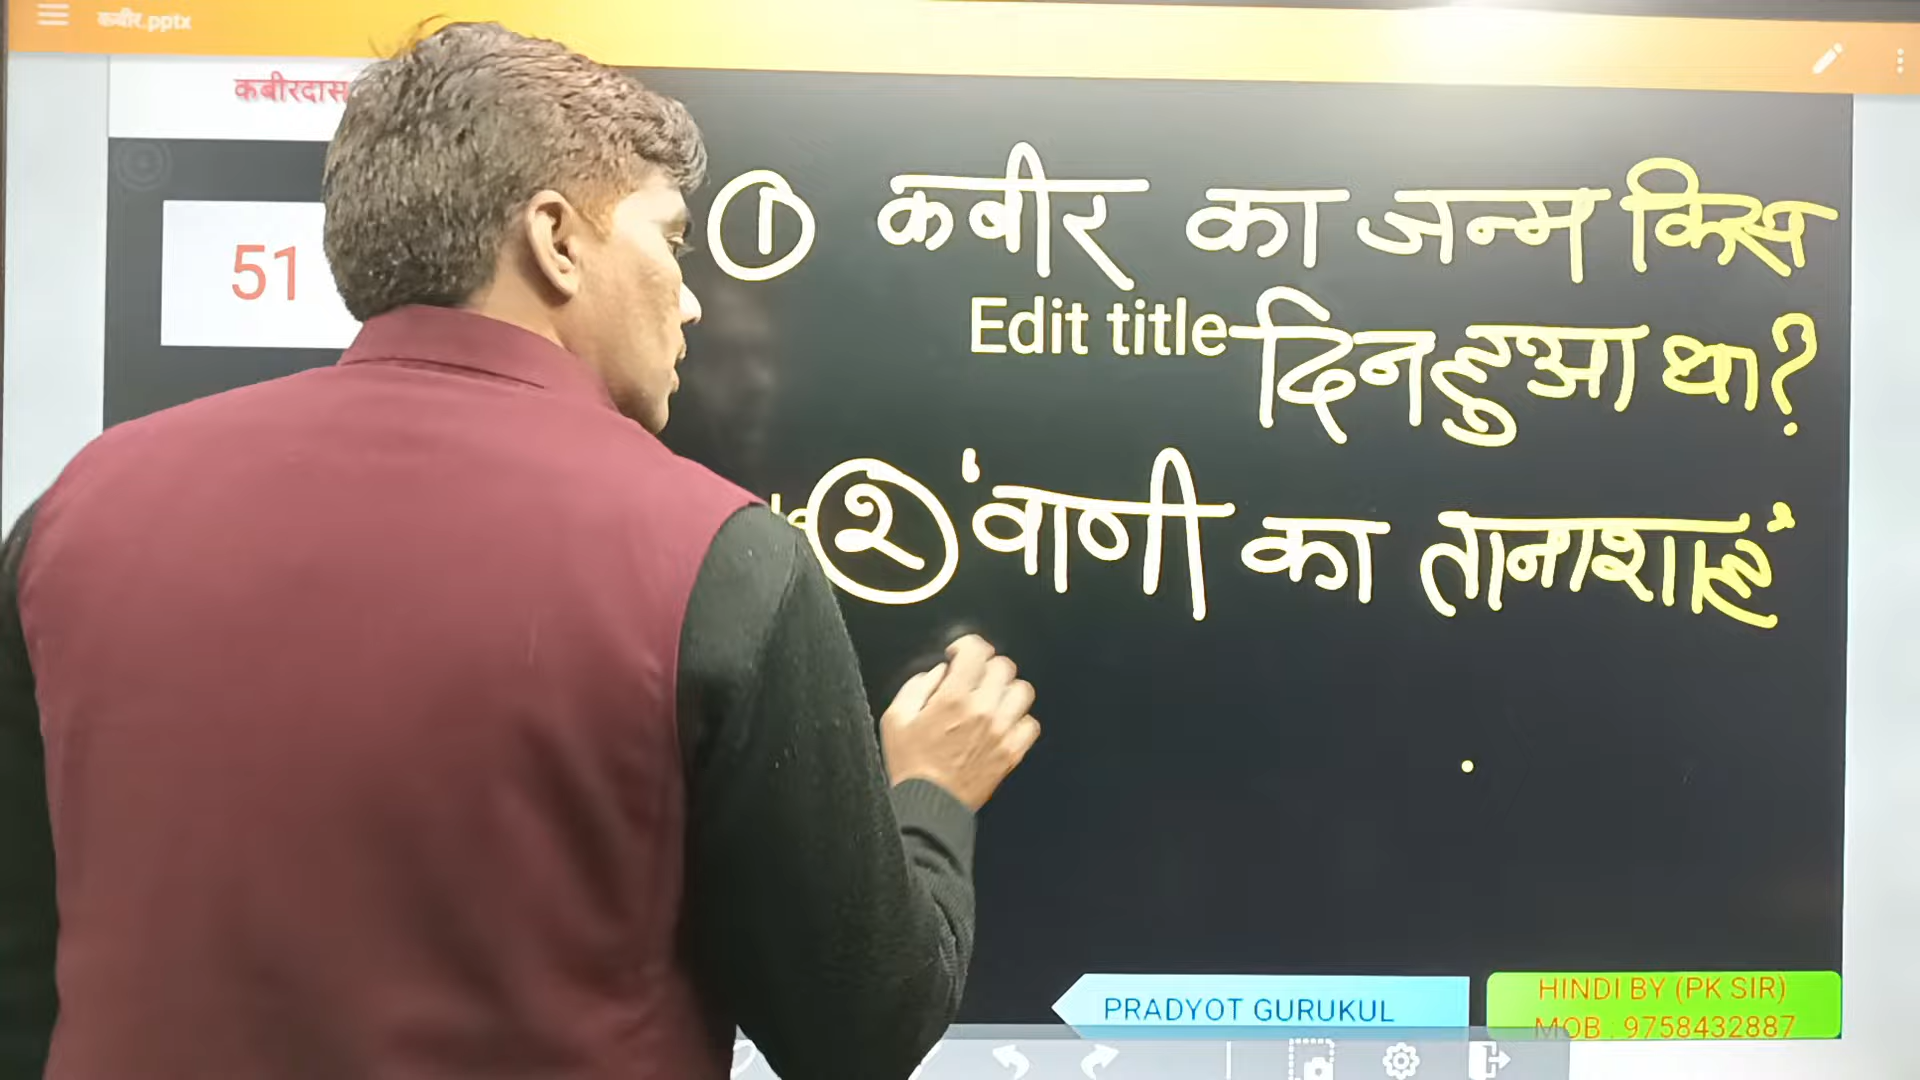 कबीर.pptx
कबीरदास
51
① कबीर का जन्म किस
Edit title
दिन हुआ था?
② 'वाणी का तानाशाह'
PRADYOT GURUKUL
HINDI BY (PK SIR)
MOB : 9758432887